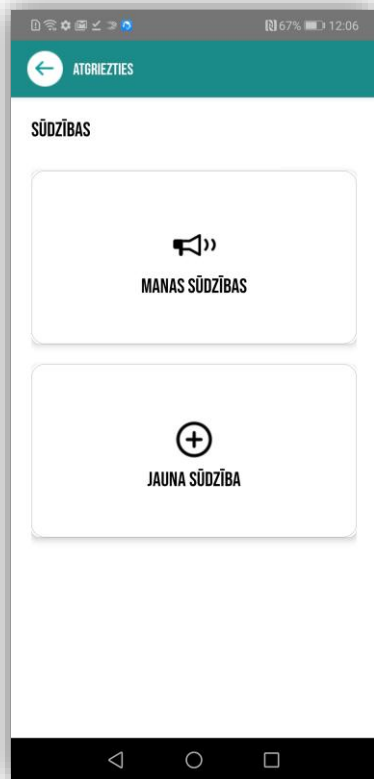 67% 12:06
ATGRIEZTIES
SŪDZĪBAS
MANAS SŪDZĪBAS
JAUNA SŪDZĪBA